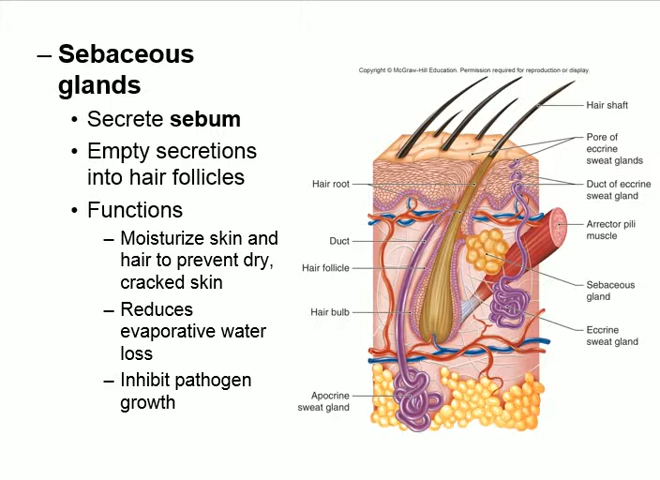 – Sebaceous
glands
• Secrete sebum
• Empty secretions
into hair follicles
• Functions
– Moisturize skin and
hair to prevent dry,
cracked skin
– Reduces
evaporative water
loss
– Inhibit pathogen
growth
Copyright © McGraw-Hill Education. Permission required for reproduction or display.
Hair root
Duct
Hair follicle
Hair bulb
Apocrine
sweat gland
Hair shaft
Pore of
eccrine
sweat glands
Duct of eccrine
sweat gland
Arrector pili
muscle
Sebaceous
gland
Eccrine
sweat gland